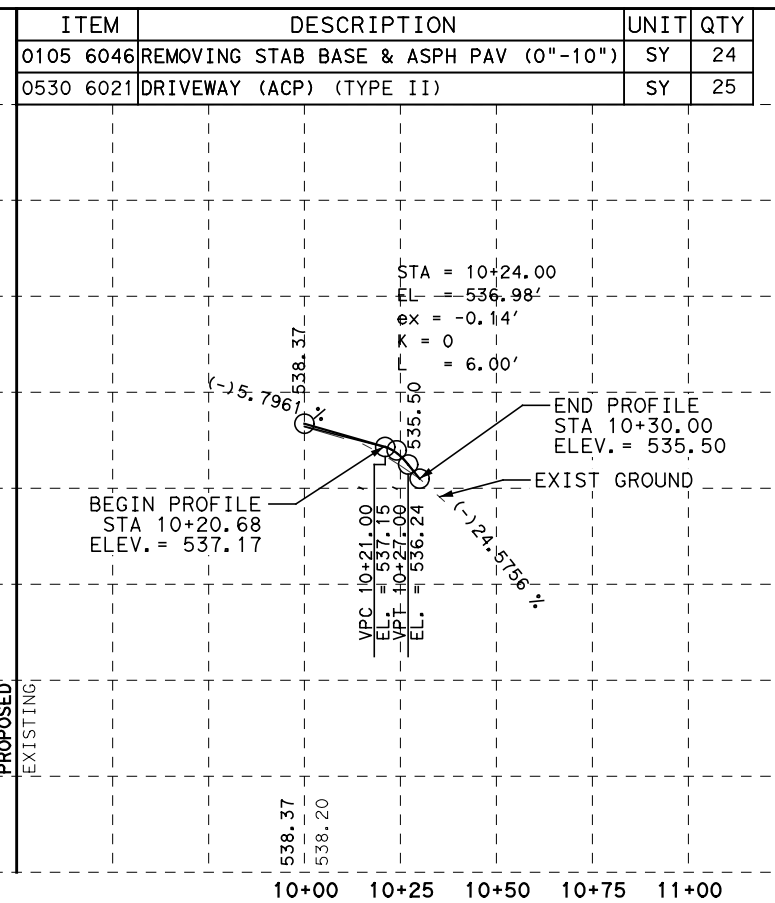 ITEM DESCRIPTION UNIT QTY
0105 6046 REMOVING STAB BASE & ASPH PAV (0"-10") SY 24
0530 6021 DRIVEWAY (ACP) (TYPE II) SY 25
STA = 10+24.00
EL = 536.98'
ex = -0.14'
K = 0
L = 6.00'
538.37
(-)5.7961 %
535.50
END PROFILE
STA 10+30.00
ELEV.= 535.50
EXIST GROUND
BEGIN PROFILE
STA 10+20.68
ELEV.= 537.17
(-)24.5756 %
VPC 10+21.00 '
EL. = 537.15
VPT 10+27.00 '
EL. = 536.24
PROPOSED
EXISTING
538.37
538.20
10+00 10+25 10+50 10+75 11+00